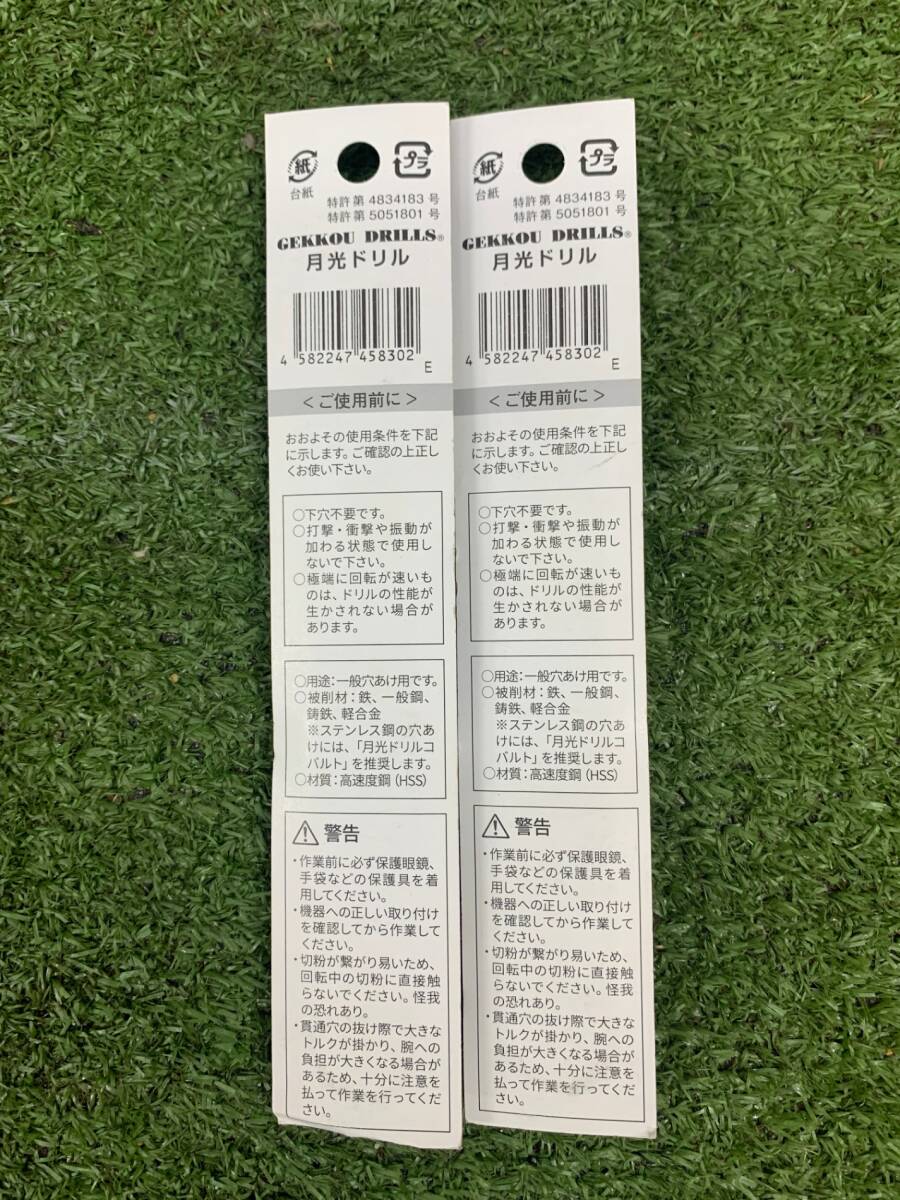 紙
プラ
台紙
特許第 4834183 号
特許第 5051801 号
GEKKOU DRILLS®
月光ドリル
4 582247 458302
E
＜ご使用前に＞
おおよその使用条件を下記
に示します。ご確認の上正し
くお使い下さい。
○下穴不要です。
○打撃・衝撃や振動が
加わる状態で使用し
ないで下さい。
○極端に回転が速いも
のは、ドリルの性能が
生かされない場合が
あります。
○用途：一般穴あけ用です。
○被削材：鉄、一般鋼、
鋳鉄、軽合金
※ステンレス鋼の穴あ
けには、「月光ドリルコ
バルト」を推奨します。
○材質：高速度鋼（HSS）
警告
・作業前に必ず保護眼鏡、
手袋などの保護具を着
用してください。
・機器への正しい取り付け
を確認してから作業して
ください。
・切粉が繋がり易いため、
回転中の切粉に直接触
らないでください。怪我
の恐れあり。
・貫通穴の抜け際で大きな
トルクが掛かり、腕への
負担が大きくなる場合が
あるため、十分に注意を
払って作業を行ってくだ
さい。
紙
プラ
台紙
特許第 4834183 号
特許第 5051801 号
GEKKOU DRILLS®
月光ドリル
4 582247 458302
E
＜ご使用前に＞
おおよその使用条件を下記
に示します。ご確認の上正し
くお使い下さい。
○下穴不要です。
○打撃・衝撃や振動が
加わる状態で使用し
ないで下さい。
○極端に回転が速いも
のは、ドリルの性能が
生かされない場合が
あります。
○用途：一般穴あけ用です。
○被削材：鉄、一般鋼、
鋳鉄、軽合金
※ステンレス鋼の穴あ
けには、「月光ドリルコ
バルト」を推奨します。
○材質：高速度鋼（HSS）
警告
・作業前に必ず保護眼鏡、
手袋などの保護具を着
用してください。
・機器への正しい取り付け
を確認してから作業して
ください。
・切粉が繋がり易いため、
回転中の切粉に直接触
らないでください。怪我
の恐れあり。
・貫通穴の抜け際で大きな
トルクが掛かり、腕への
負担が大きくなる場合が
あるため、十分に注意を
払って作業を行ってくだ
さい。